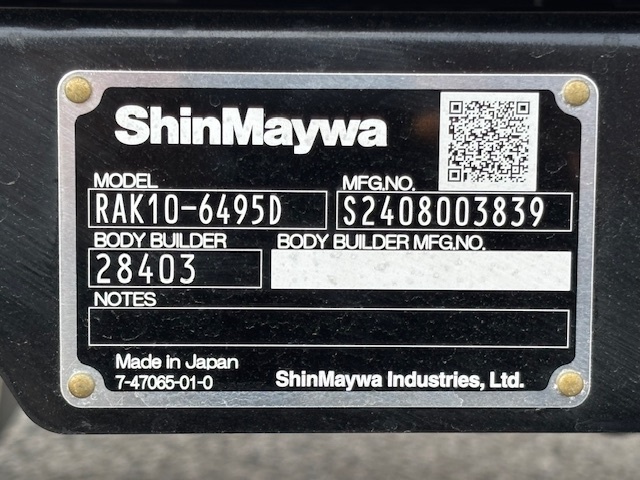 ShinMaywa
MODEL MFG.NO.
RAK10-6495D S2408003839
BODY BUILDER BODY BUILDER MFG.NO.
28403
NOTES
Made in Japan
7-47065-01-0 ShinMaywa Industries, Ltd.